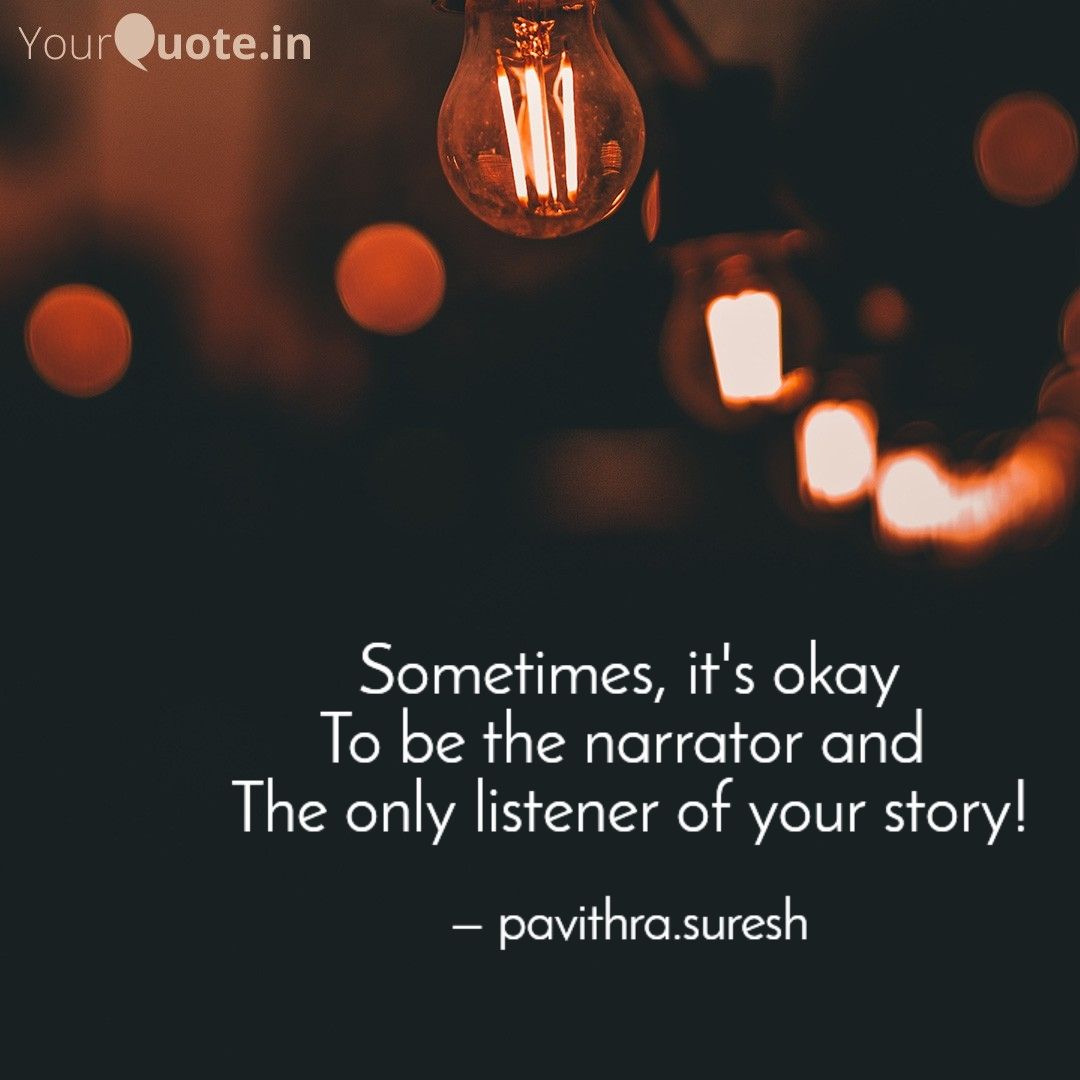 YourQuote.in
Sometimes, it's okay
To be the narrator and
The only listener of your story!
– pavithra.suresh